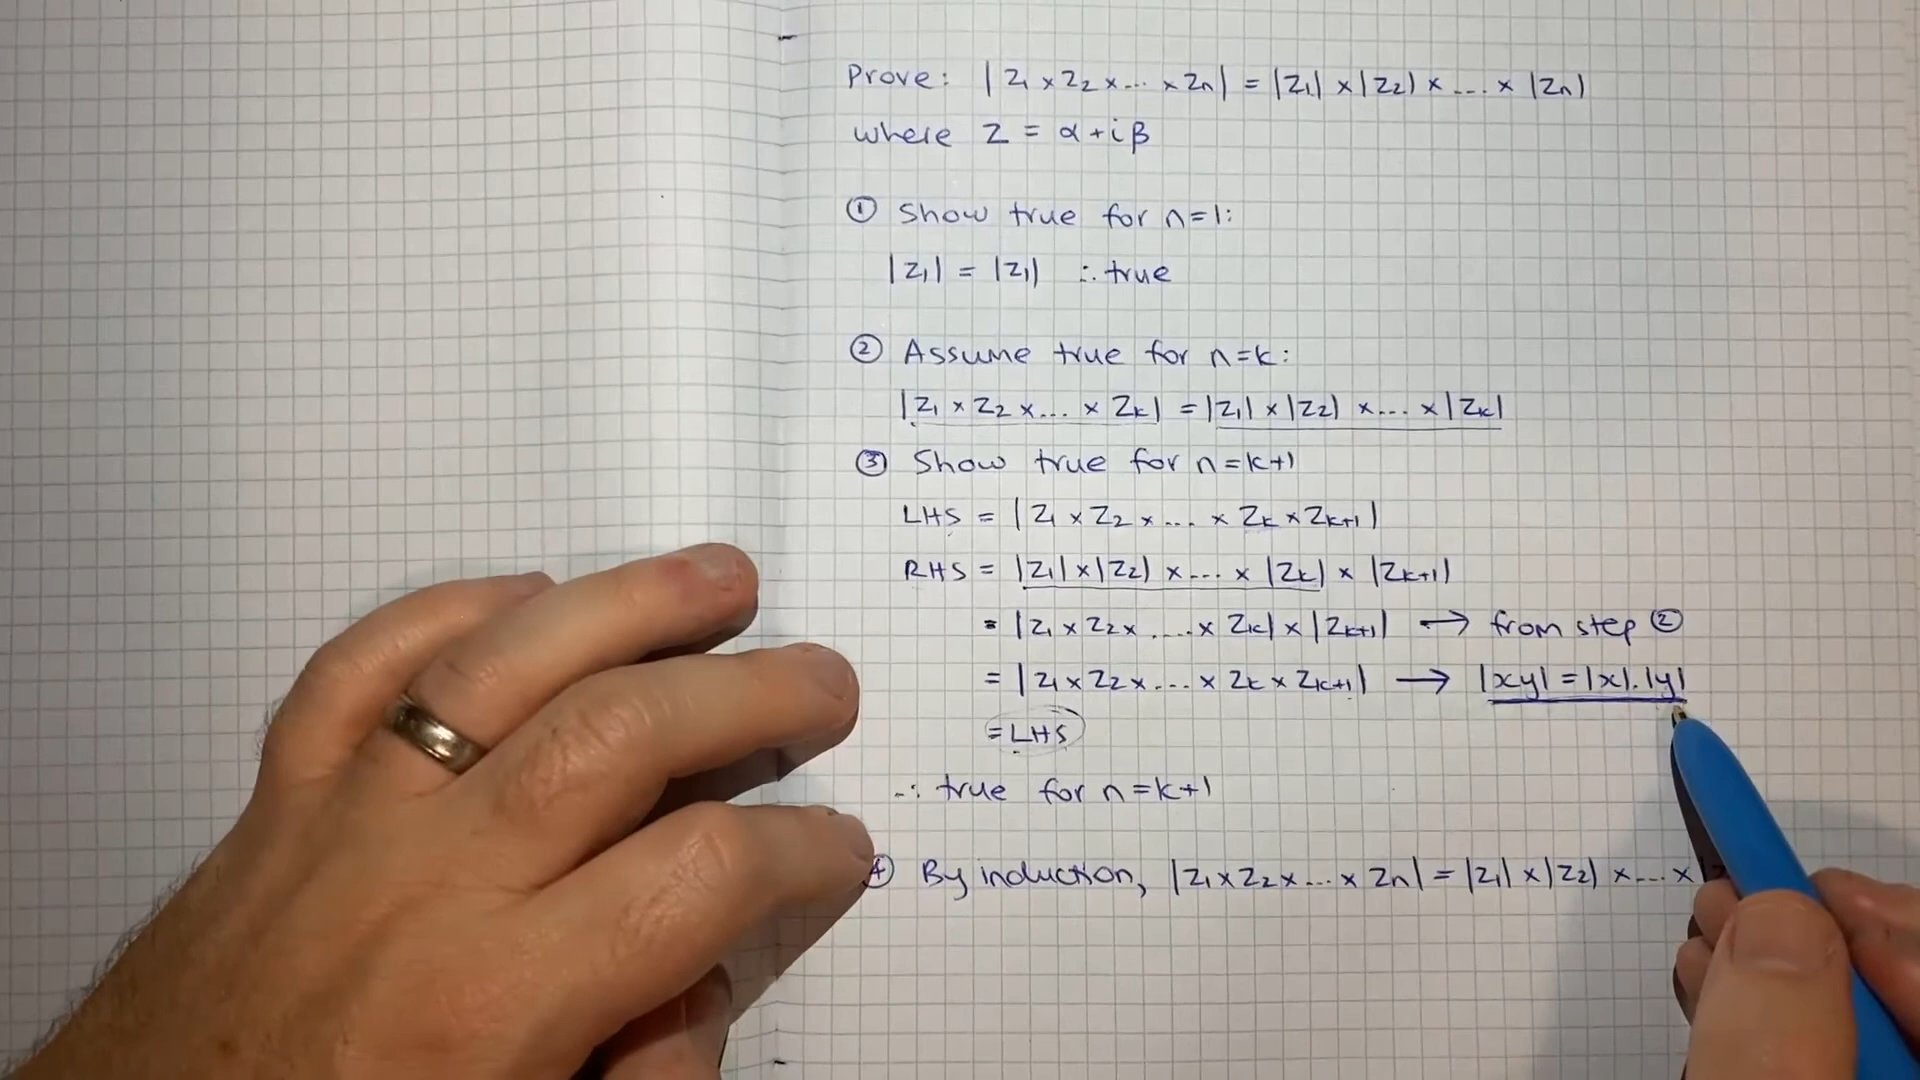 Prove: |z₁ × z₂ × ... × zₙ| = |z₁| × |z₂| × ... × |zₙ|
where z = α + iβ
① Show true for n=1:
|z₁| = |z₁| ∴ true
② Assume true for n=k:
|z₁ × z₂ × ... × zₖ| = |z₁| × |z₂| × ... × |zₖ|
③ Show true for n=k+1
LHS = |z₁ × z₂ × ... × zₖ × zₖ₊₁|
RHS = |z₁| × |z₂| × ... × |zₖ| × |zₖ₊₁|
= |z₁ × z₂ × .... × zₖ| × |zₖ₊₁| → from step ②
= |z₁ × z₂ × ... × zₖ × zₖ₊₁| → |xy| = |x|.|y|
= LHS
∴ true for n=k+1
④ By induction, |z₁ × z₂ × ... × zₙ| = |z₁| × |z₂| × ... ×